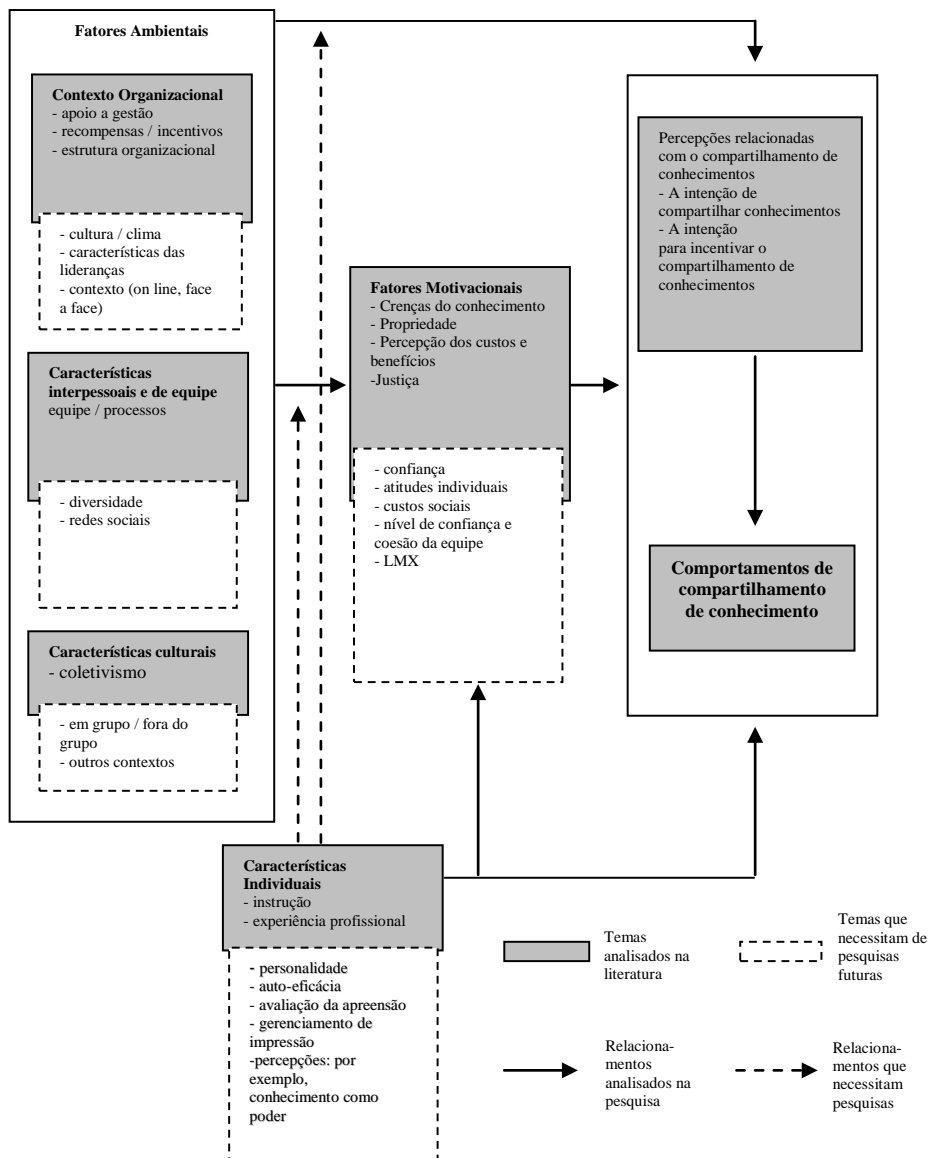 Fatores Ambientais
Contexto Organizacional
- apoio a gestão
- recompensas / incentivos
- estrutura organizacional
- cultura / clima
- características das
lideranças
- contexto (on line, face
a face)
Características
interpessoais e de equipe
equipe / processos
- diversidade
- redes sociais
Características culturais
- coletivismo
- em grupo / fora do
grupo
- outros contextos
Fatores Motivacionais
- Crenças do conhecimento
- Propriedade
- Percepção dos custos e
benefícios
-Justiça
- confiança
- atitudes individuais
- custos sociais
- nível de confiança e
coesão da equipe
- LMX
Percepções relacionadas
com o compartilhamento de
conhecimentos
- A intenção de
compartilhar conhecimentos
- A intenção
para incentivar o
compartilhamento de
conhecimentos
Comportamentos de
compartilhamento
de conhecimento
Características
Individuais
- instrução
- experiência profissional
- personalidade
- auto-eficácia
- avaliação da apreensão
- gerenciamento de
impressão
-percepções: por
exemplo,
conhecimento como
poder
Temas
analisados na
literatura
Temas que
necessitam de
pesquisas
futuras
Relaciona-
mentos
analisados na
pesquisa
Relaciona-
mentos que
necessitam
pesquisas